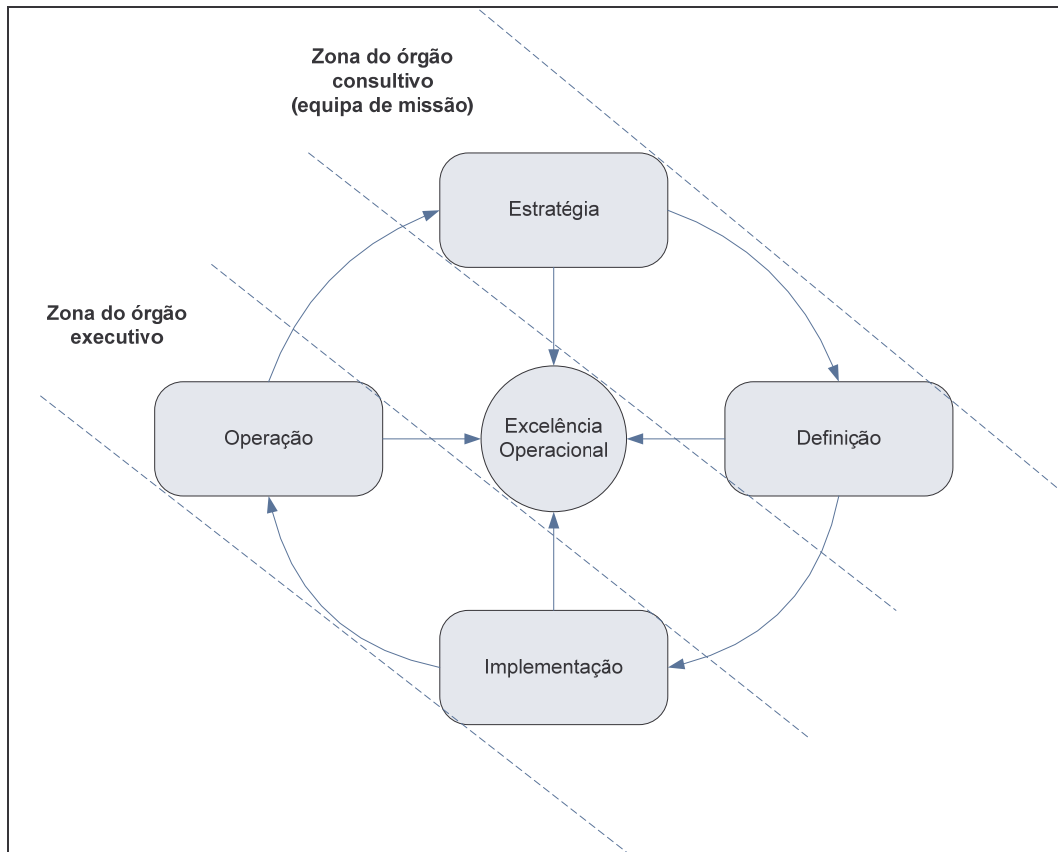 Zona do órgão
consultivo
(equipa de missão)
Estratégia
Zona do órgão
executivo
Operação
Excelência
Operacional
Definição
Implementação